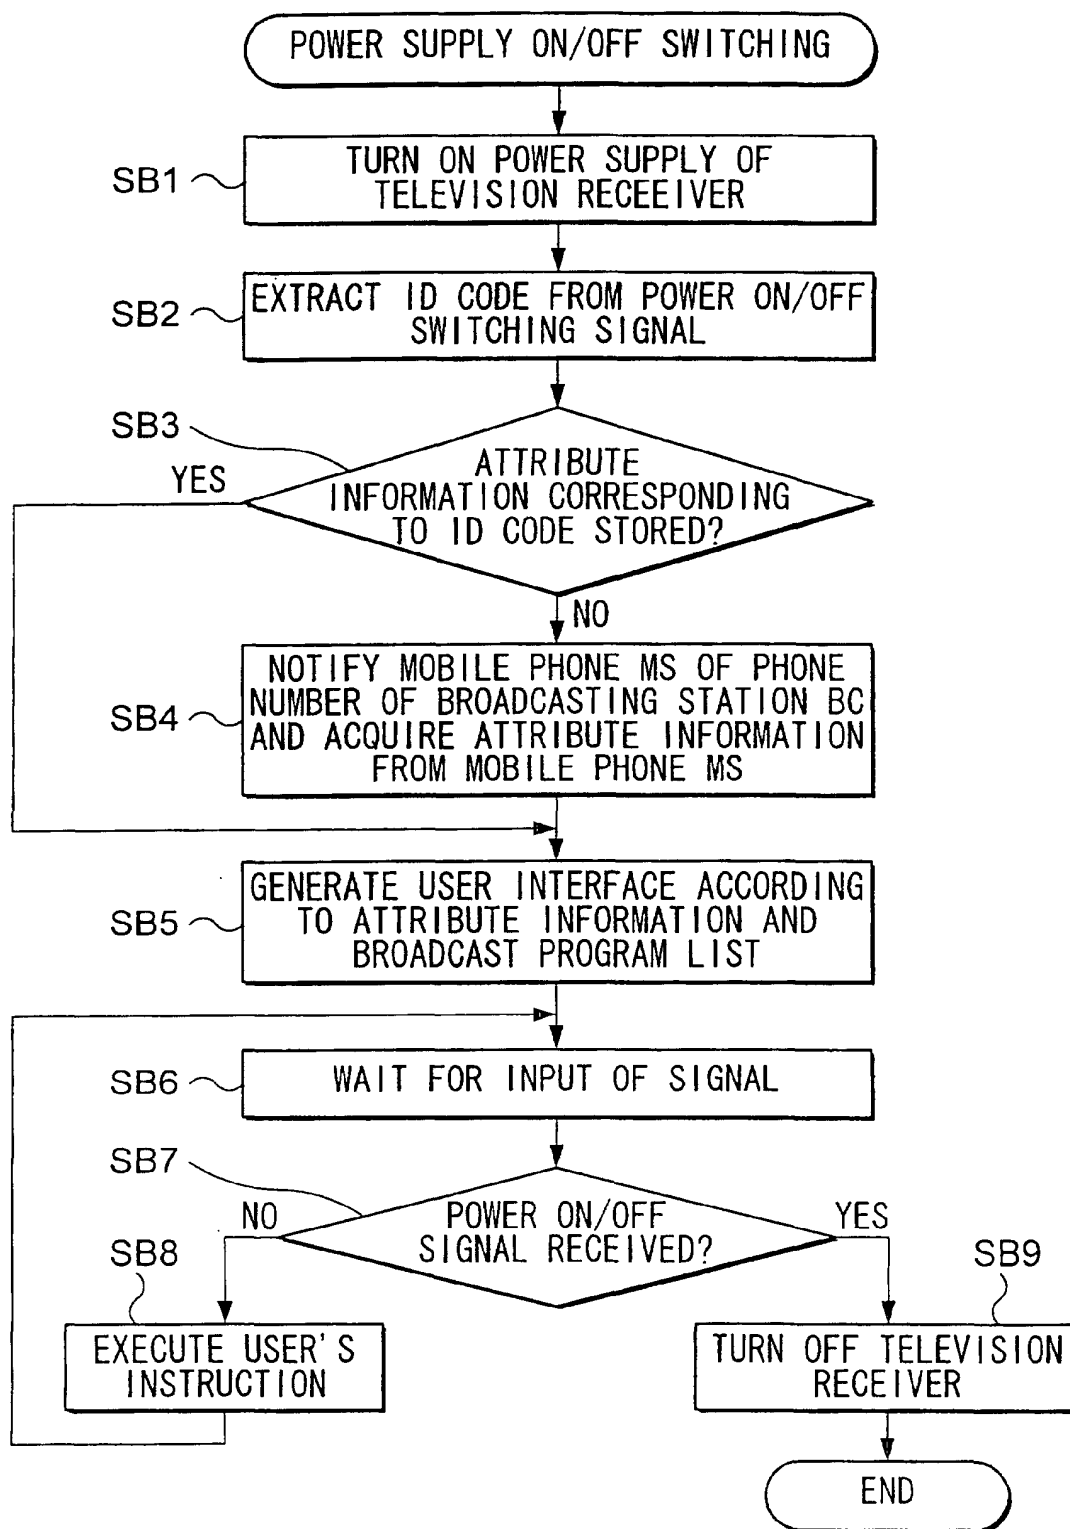 POWER SUPPLY ON/OFF SWITCHING
SB1
TURN ON POWER SUPPLY OF
TELEVISION RECEEIVER
SB2
EXTRACT ID CODE FROM POWER ON/OFF
SWITCHING SIGNAL
SB3
YES
ATTRIBUTE
INFORMATION CORRESPONDING
TO ID CODE STORED?
NO
SB4
NOTIFY MOBILE PHONE MS OF PHONE
NUMBER OF BROADCASTING STATION BC
AND ACQUIRE ATTRIBUTE INFORMATION
FROM MOBILE PHONE MS
SB5
GENERATE USER INTERFACE ACCORDING
TO ATTRIBUTE INFORMATION AND
BROADCAST PROGRAM LIST
SB6
WAIT FOR INPUT OF SIGNAL
SB7
NO
POWER ON/OFF
SIGNAL RECEIVED?
YES
SB8
EXECUTE USER'S
INSTRUCTION
SB9
TURN OFF TELEVISION
RECEIVER
END